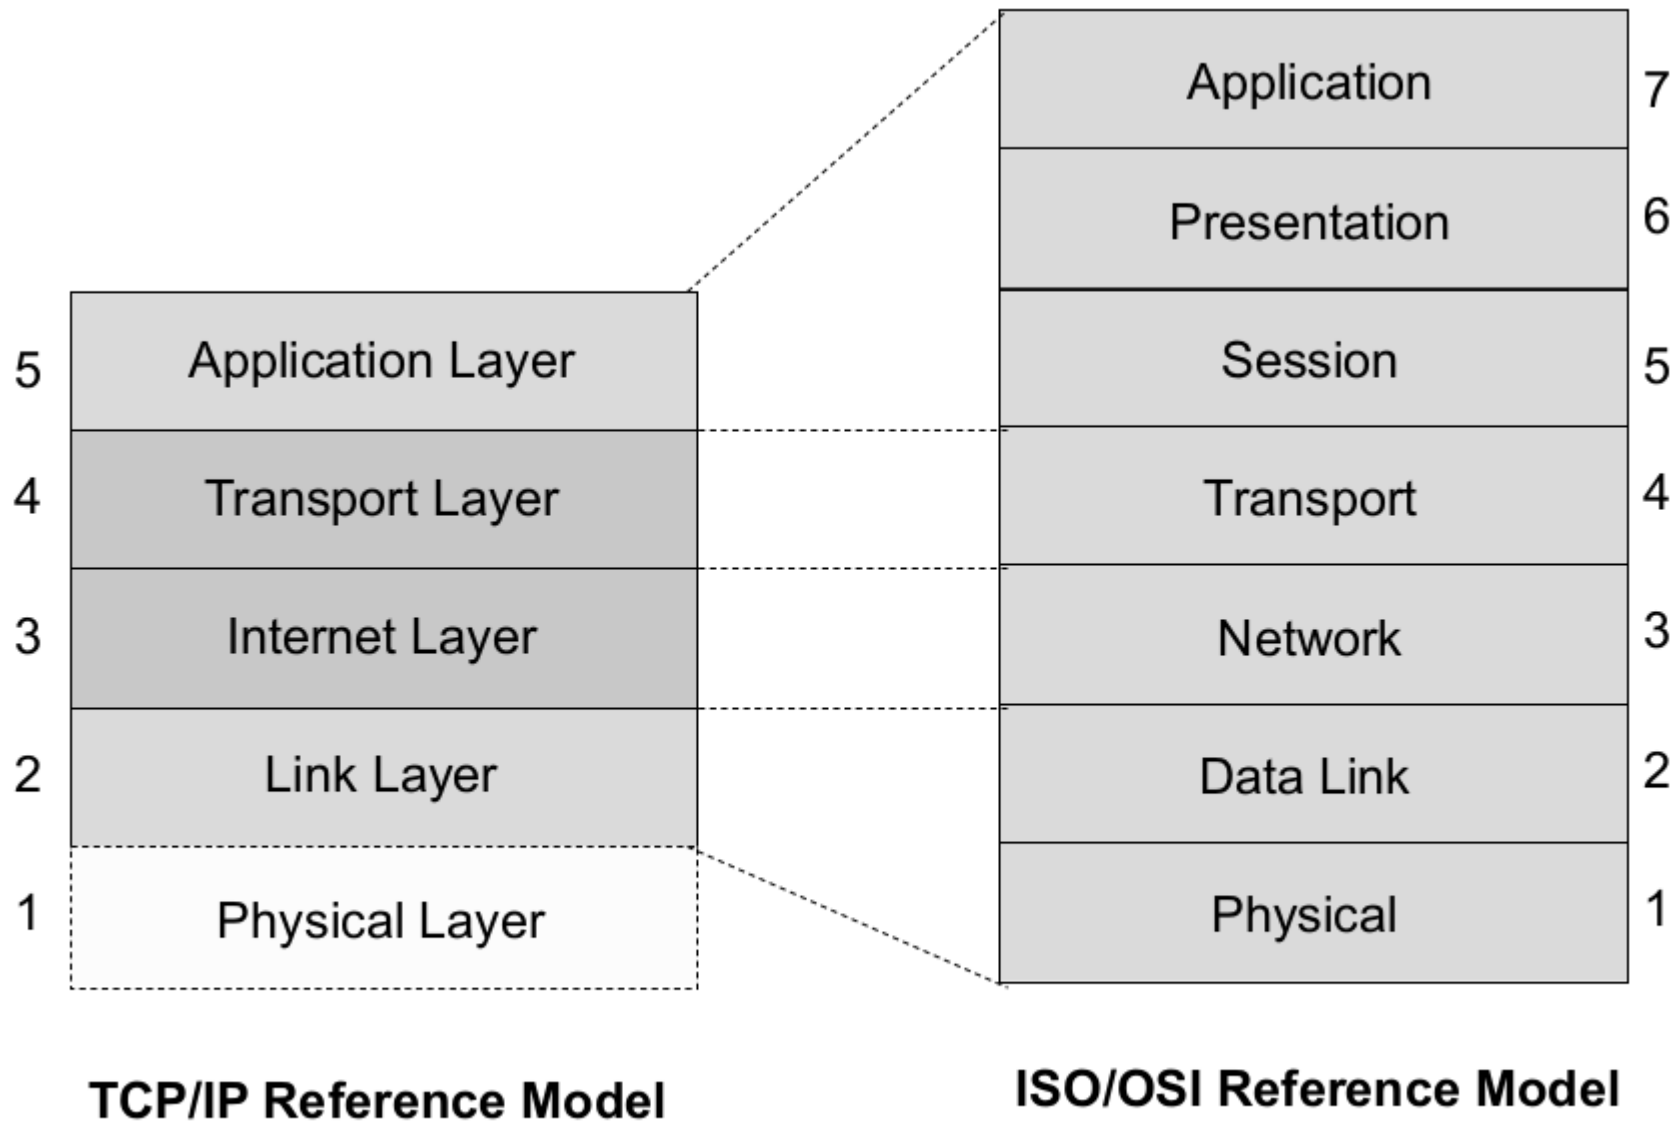 5
Application Layer
4
Transport Layer
3
Internet Layer
2
Link Layer
1
Physical Layer
TCP/IP Reference Model
Application
7
Presentation
6
Session
5
Transport
4
Network
3
Data Link
2
Physical
1
ISO/OSI Reference Model